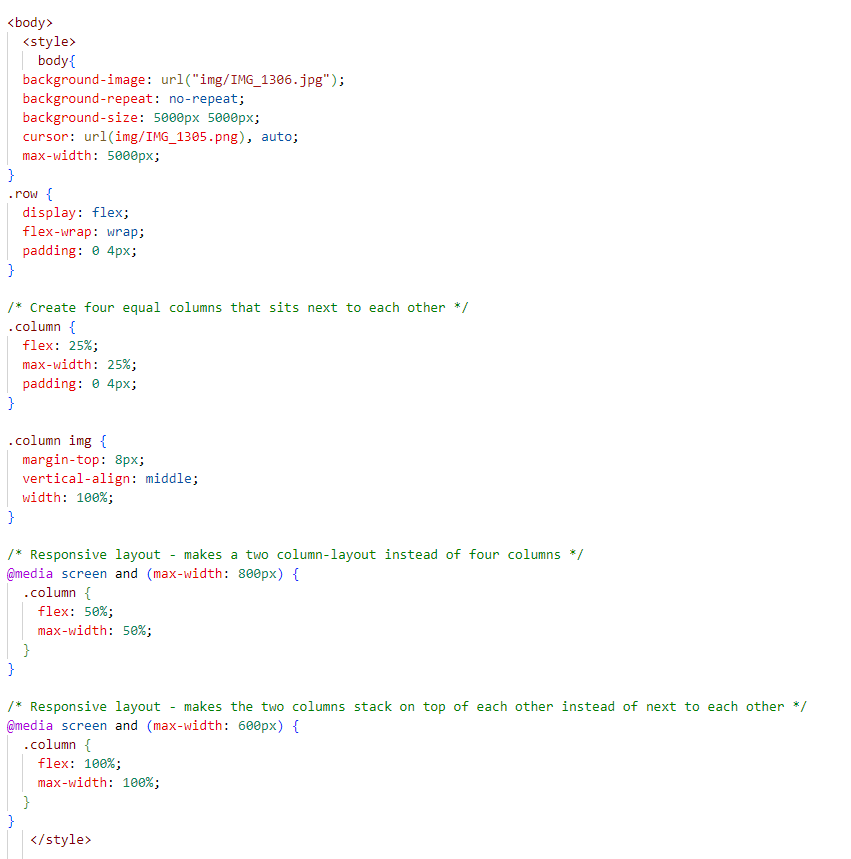 <body>
<style>
body{
background-image: url("img/IMG_1306.jpg");
background-repeat: no-repeat;
background-size: 5000px 5000px;
cursor: url(img/IMG_1305.png), auto;
max-width: 5000px;
}
.row {
display: flex;
flex-wrap: wrap;
padding: 0 4px;
}
/* Create four equal columns that sits next to each other */
.column {
flex: 25%;
max-width: 25%;
padding: 0 4px;
}
.column img {
margin-top: 8px;
vertical-align: middle;
width: 100%;
}
/* Responsive layout - makes a two column-layout instead of four columns */
@media screen and (max-width: 800px) {
.column {
flex: 50%;
max-width: 50%;
}
}
/* Responsive layout - makes the two columns stack on top of each other instead of next to each other */
@media screen and (max-width: 600px) {
.column {
flex: 100%;
max-width: 100%;
}
}
</style>